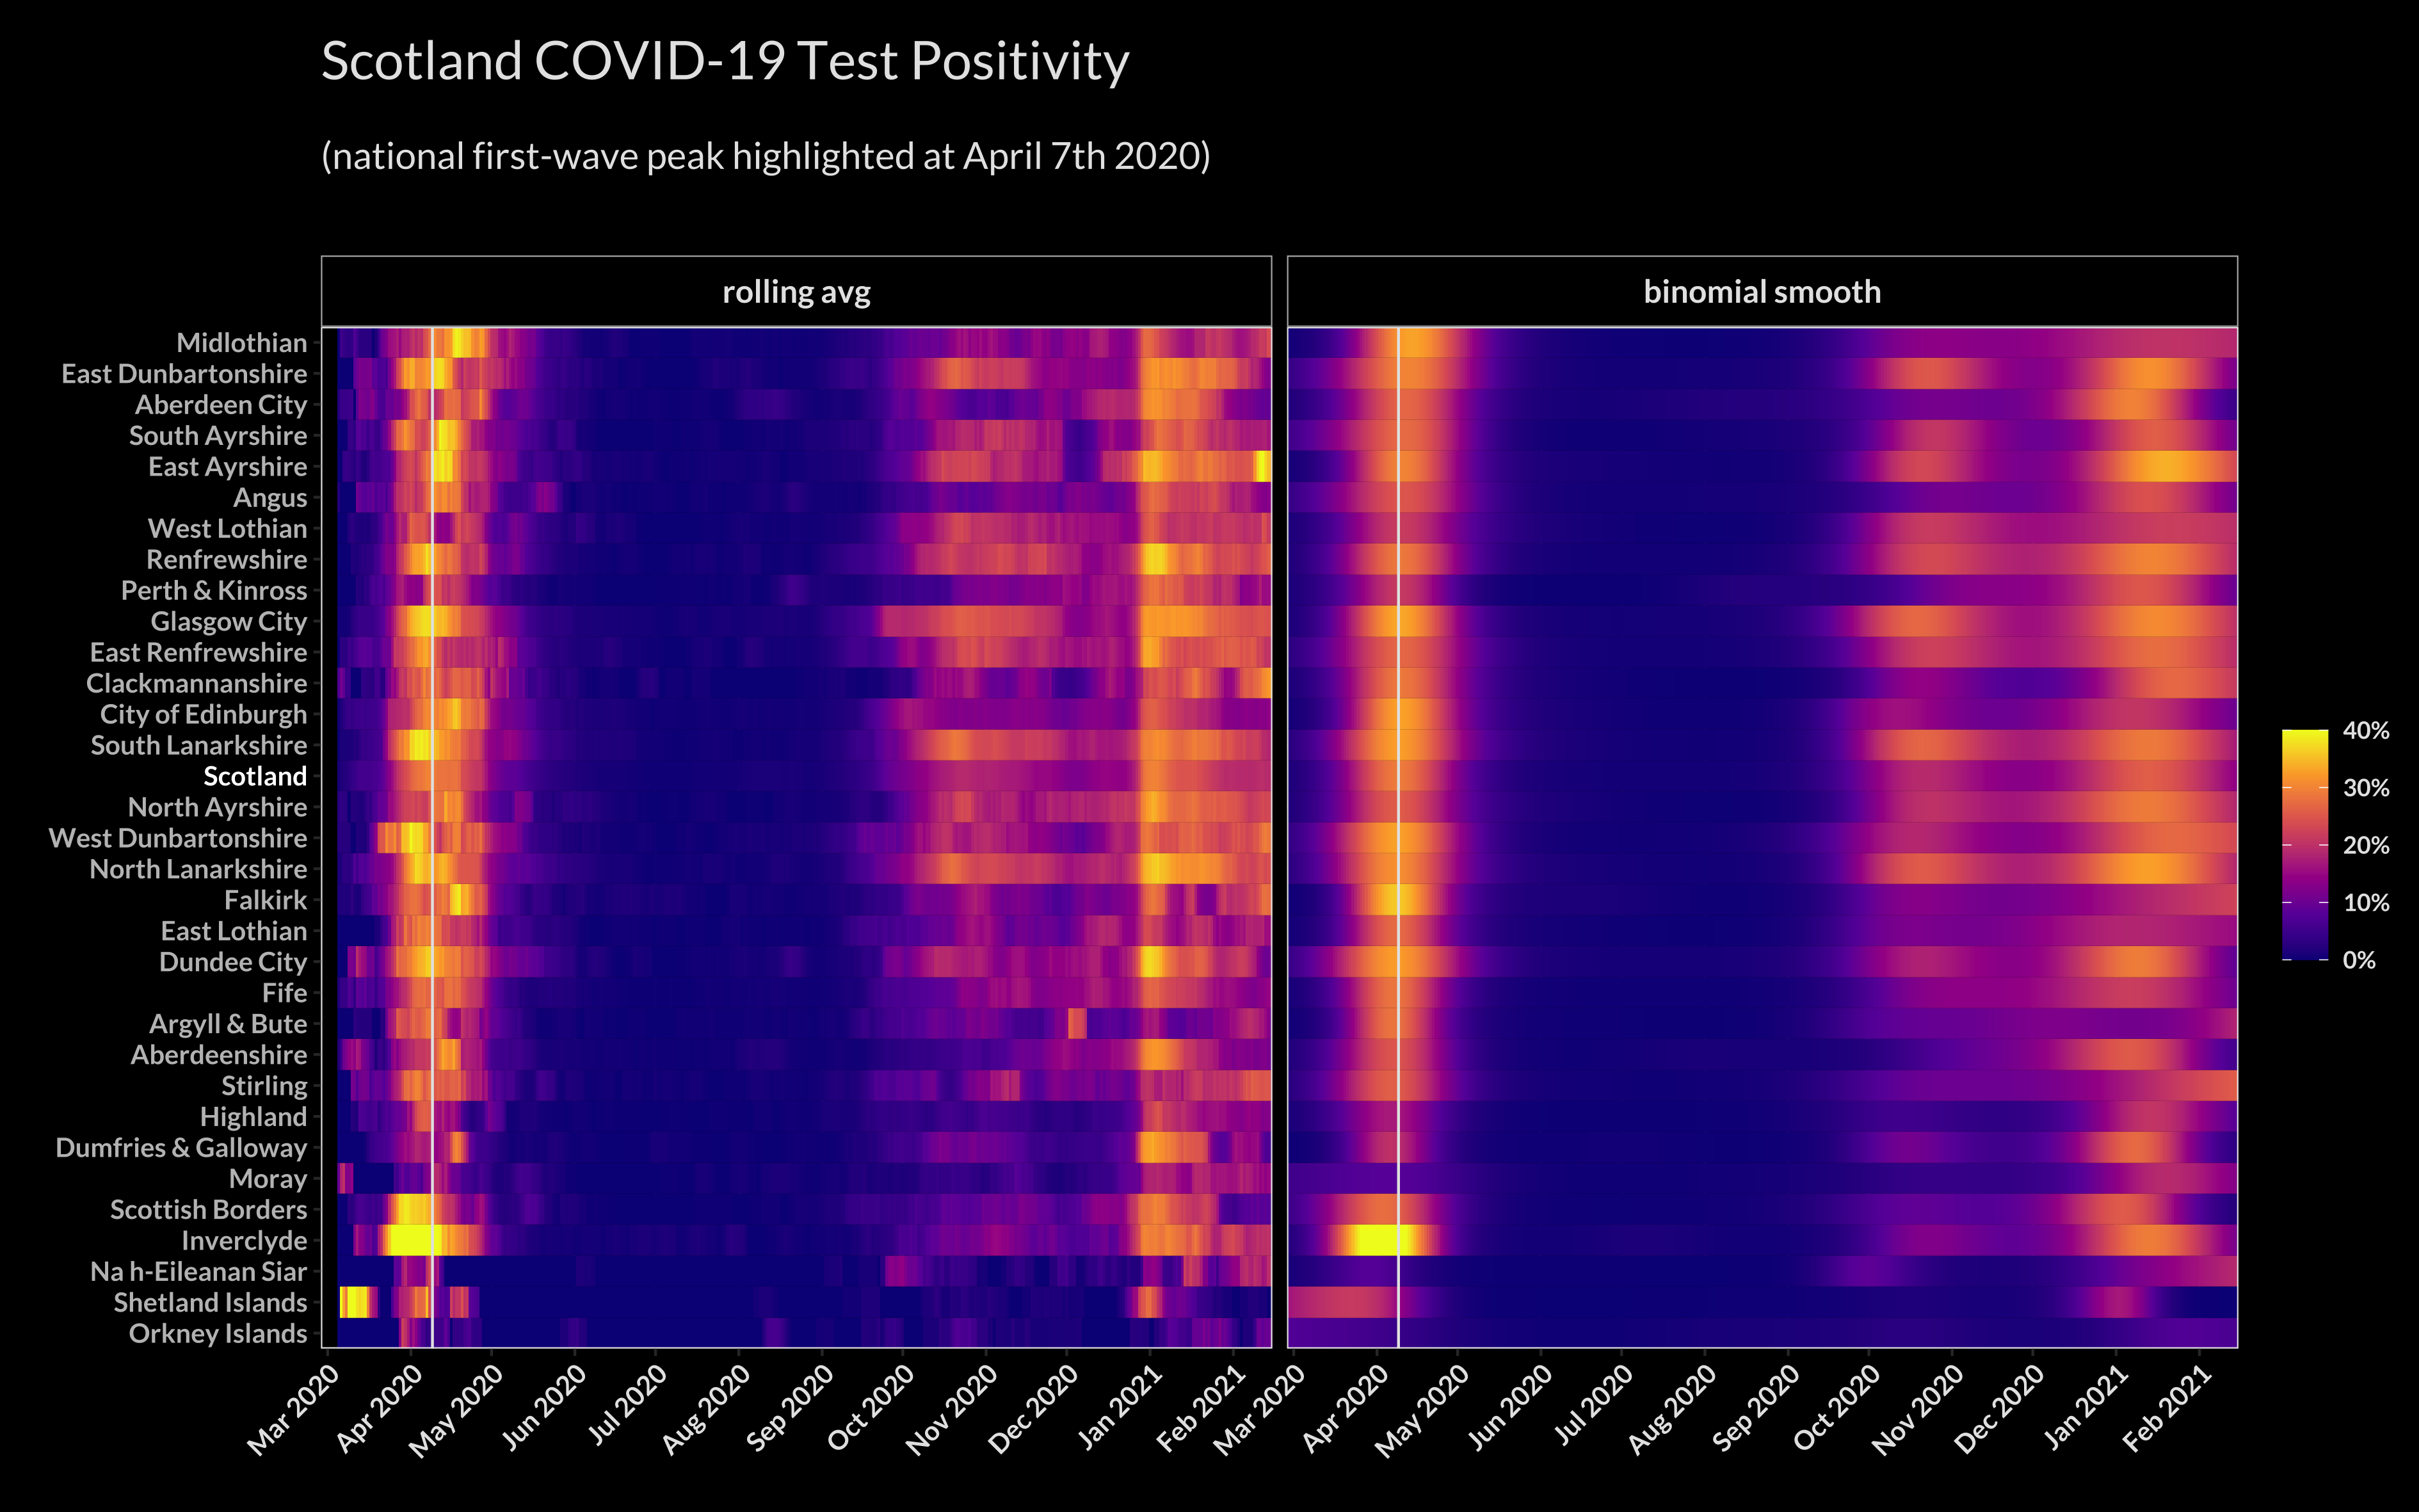 Scotland COVID-19 Test Positivity
(national first-wave peak highlighted at April 7th 2020)
rolling avg
binomial smooth
Midlothian
East Dunbartonshire
Aberdeen City
South Ayrshire
East Ayrshire
Angus
West Lothian
Renfrewshire
Perth & Kinross
Glasgow City
East Renfrewshire
Clackmannanshire
City of Edinburgh
South Lanarkshire
Scotland
North Ayrshire
West Dunbartonshire
North Lanarkshire
Falkirk
East Lothian
Dundee City
Fife
Argyll & Bute
Aberdeenshire
Stirling
Highland
Dumfries & Galloway
Moray
Scottish Borders
Inverclyde
Na h-Eileanan Siar
Shetland Islands
Orkney Islands
Mar 2020
Apr 2020
May 2020
Jun 2020
Jul 2020
Aug 2020
Sep 2020
Oct 2020
Nov 2020
Dec 2020
Jan 2021
Feb 2021
Mar 2020
Apr 2020
May 2020
Jun 2020
Jul 2020
Aug 2020
Sep 2020
Oct 2020
Nov 2020
Dec 2020
Jan 2021
Feb 2021
40%
30%
20%
10%
0%